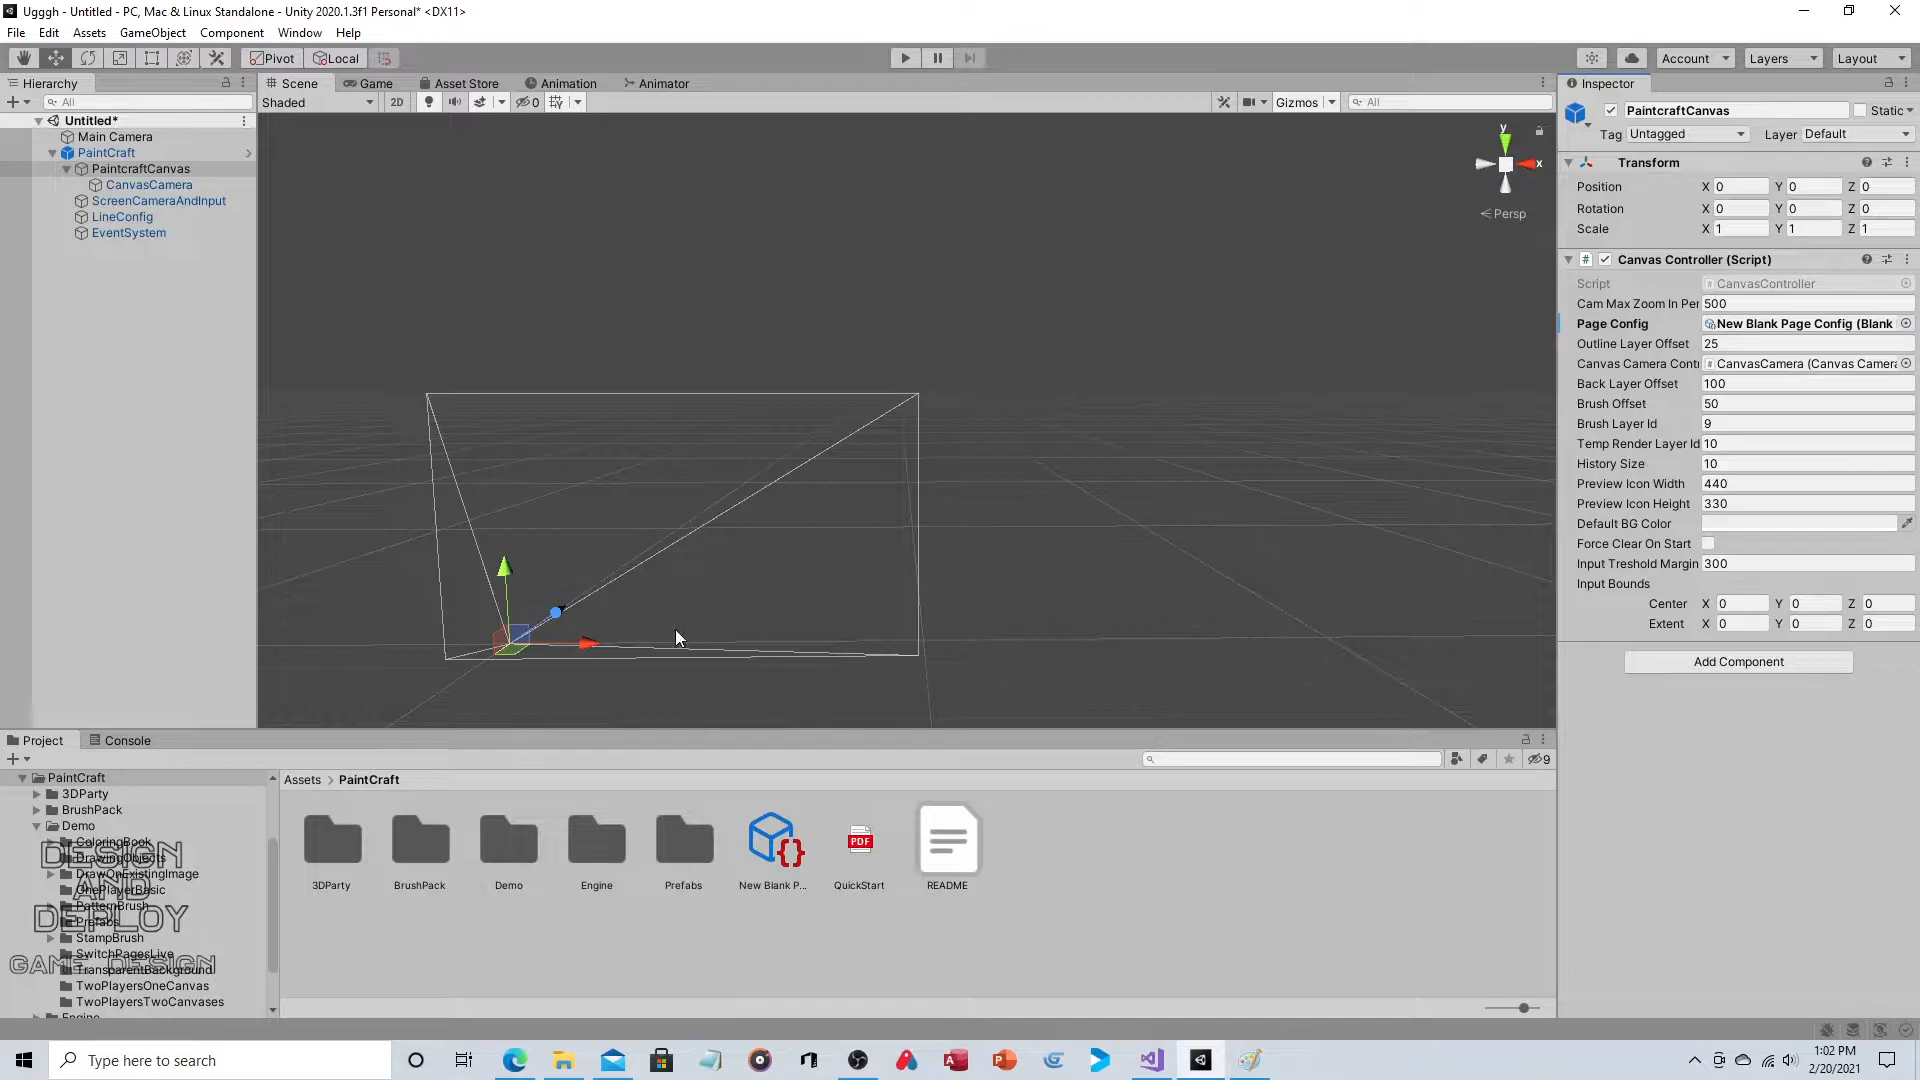 Ugggh - Untitled - PC, Mac & Linux Standalone - Unity 2020.1.3f1 Personal* <DX11>
File Edit Assets GameObject Component Window Help
Pivot Local Account Layers Layout
Hierarchy Scene Game Asset Store Animation Animator Inspector
All Shaded 2D 0 Gizmos All
PaintcraftCanvas Static
Tag Untagged Layer Default
Untitled*
Main Camera
PaintCraft
PaintcraftCanvas
CanvasCamera
ScreenCameraAndInput
LineConfig
EventSystem
y
x
Persp
Transform
Position X 0 Y 0 Z 0
Rotation X 0 Y 0 Z 0
Scale X 1 Y 1 Z 1
# Canvas Controller (Script)
Script CanvasController
Cam Max Zoom In Per 500
Page Config New Blank Page Config (Blank
Outline Layer Offset 25
Canvas Camera Conti CanvasCamera (Canvas Camera
Back Layer Offset 100
Brush Offset 50
Brush Layer Id 9
Temp Render Layer Id 10
History Size 10
Preview Icon Width 440
Preview Icon Height 330
Default BG Color
Force Clear On Start
Input Treshold Margin 300
Input Bounds
Center X 0 Y 0 Z 0
Extent X 0 Y 0 Z 0
Add Component
Project Console
9
PaintCraft
3DParty
BrushPack
Demo
ColoringBook
DrawingObjects
DrawOnExistingImage
OnePlayerBasic
PatternBrush
Prefabs
StampBrush
SwitchPagesLive
TransparentBackground
TwoPlayersOneCanvas
TwoPlayersTwoCanvases
Engine
DESIGN
AND
DEPLOY
GAME DESIGN
Assets > PaintCraft
3DParty BrushPack Demo Engine Prefabs New Blank P... QuickStart README
{}
PDF
Type here to search
1:02 PM
2/20/2021